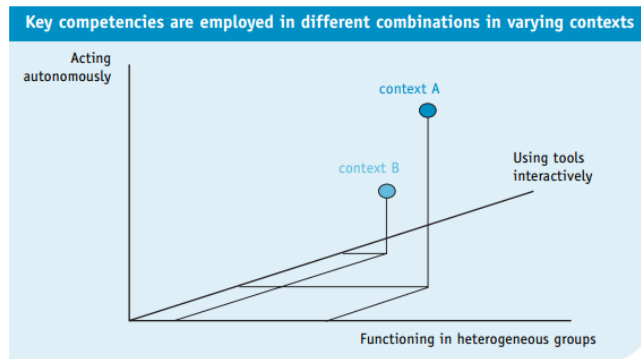 Key competencies are employed in different combinations in varying contexts
Acting
autonomously
context A
Using tools
interactively
context B
Functioning in heterogeneous groups